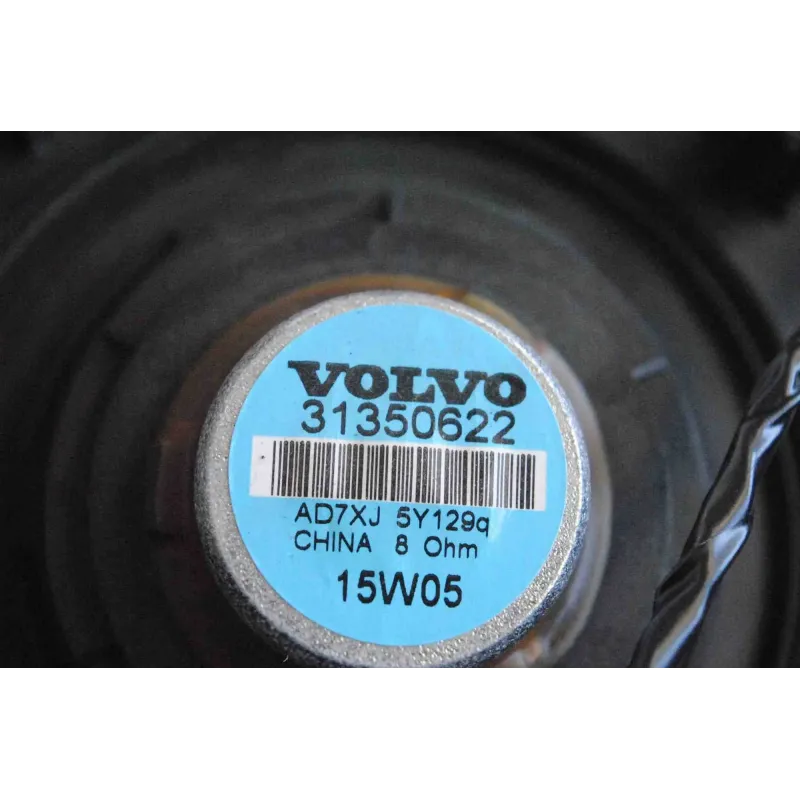 VOLVO
31350622
AD7XJ 5Y129q
CHINA 8 Ohm
15W05